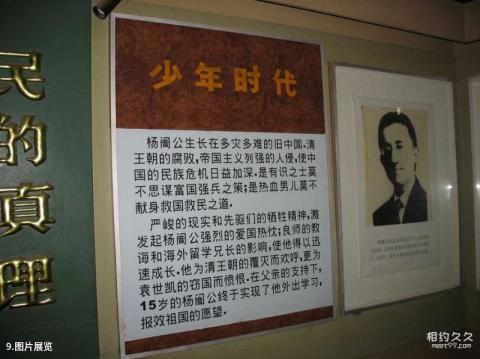 民的真理
少年时代
杨阇公生长在多灾多难的旧中国.清
王朝的腐败,帝国主义列强的人侵,使中
国的民族危机日益加深.是有识之士莫
不思谋富国强兵之策;是热血男儿莫不
献身救国救民之道.
严峻的现实和先驱们的牺牲精神,激
发起杨阇公强烈的爱国热忱;良师的教
诲和海外留学兄长的影响,使他得以迅
速成长.他为清王朝的覆灭而欢呼,更为
袁世凯的窃国而愤恨.在父亲的支持下,
15岁的杨阇公终于实现了他外出学习,
报效祖国的愿望.
9.图片展览
相约久久
meet99.com